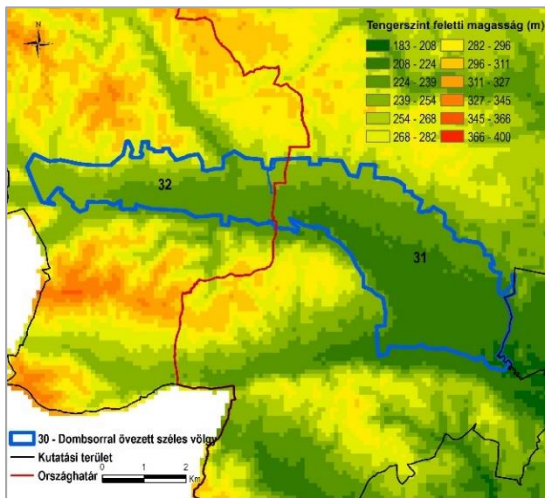 Tengerszint feletti magasság (m)
183 - 208 282 - 296
208 - 224 296 - 311
224 - 239 311 - 327
239 - 254 327 - 345
254 - 268 345 - 366
268 - 282 366 - 400
32
31
30 - Dombsorral övezett széles völgy
Kutatási terület
Országhatár
0 1 2
Km